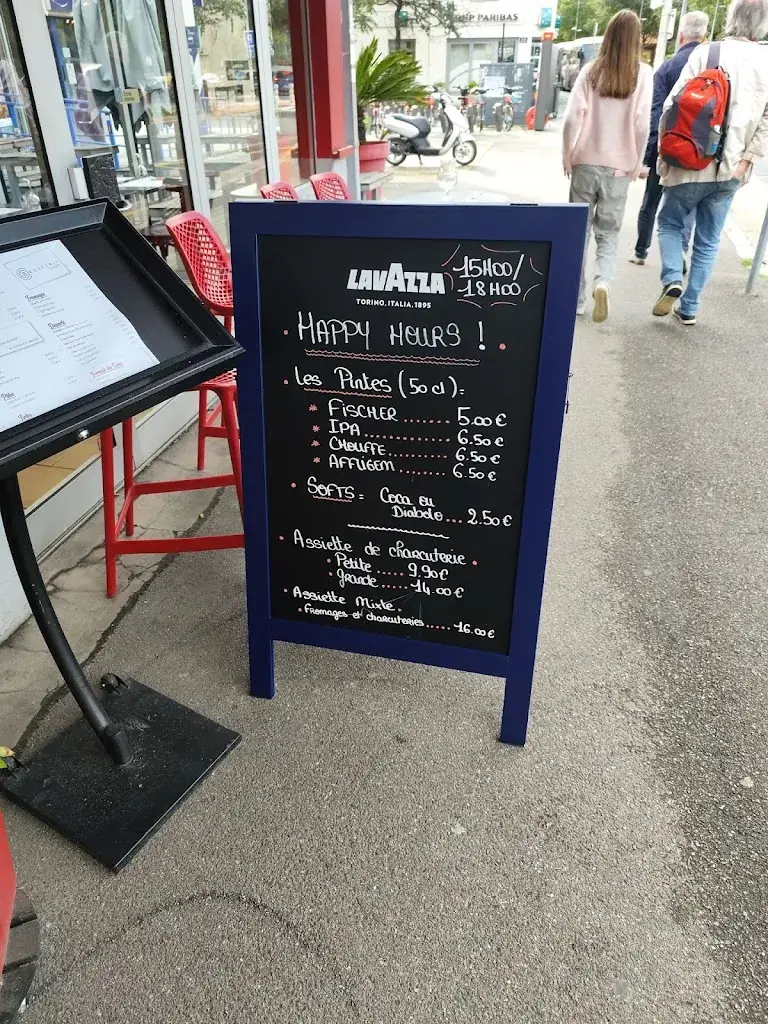 BNP PARIBAS
LAVAZZA
TORINO, ITALIA, 1895
15H00/
18H00
HAPPY HOURS !
Les Pintes (50 cl):
* FISCHER ....... 5.00 €
* IPA ............ 6.50 €
* CHOUFFE ........ 6.50 €
* AFFLIGEM ....... 6.50 €
SOFTS = Coca ou
Diabolo ... 2.50 €
Assiette de charcuterie.
• Petite ..... 9.90€
• grande ..... 14.00 €
• Assiette Mixte.
• fromages et charcuteries ..... 16.00 €
Fromages
Desserts